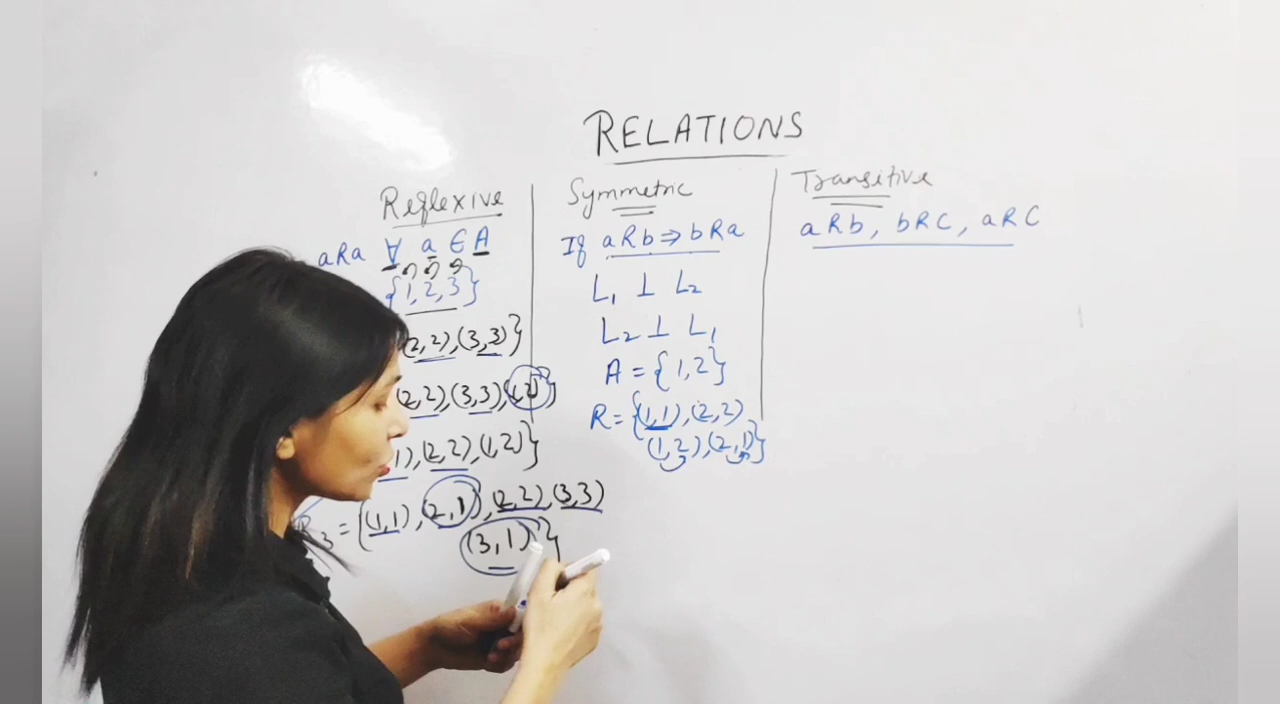 RELATIONS
Reflexive
aRa ∀ a ∈ A
{1,2,3}
(2,2),(3,3)}
(2,2),(3,3),(1,2)}
1),(2,2),(1,2)}
R₃ = {(1,1),(2,1),(2,2),(3,3)
(3,1)}
Symmetric
If aRb ⇒ bRa
L₁ ⊥ L₂
L₂ ⊥ L₁
A = {1,2}
R = {(1,1),(2,2)
(1,2),(2,1)}
Transitive
aRb, bRC, aRC